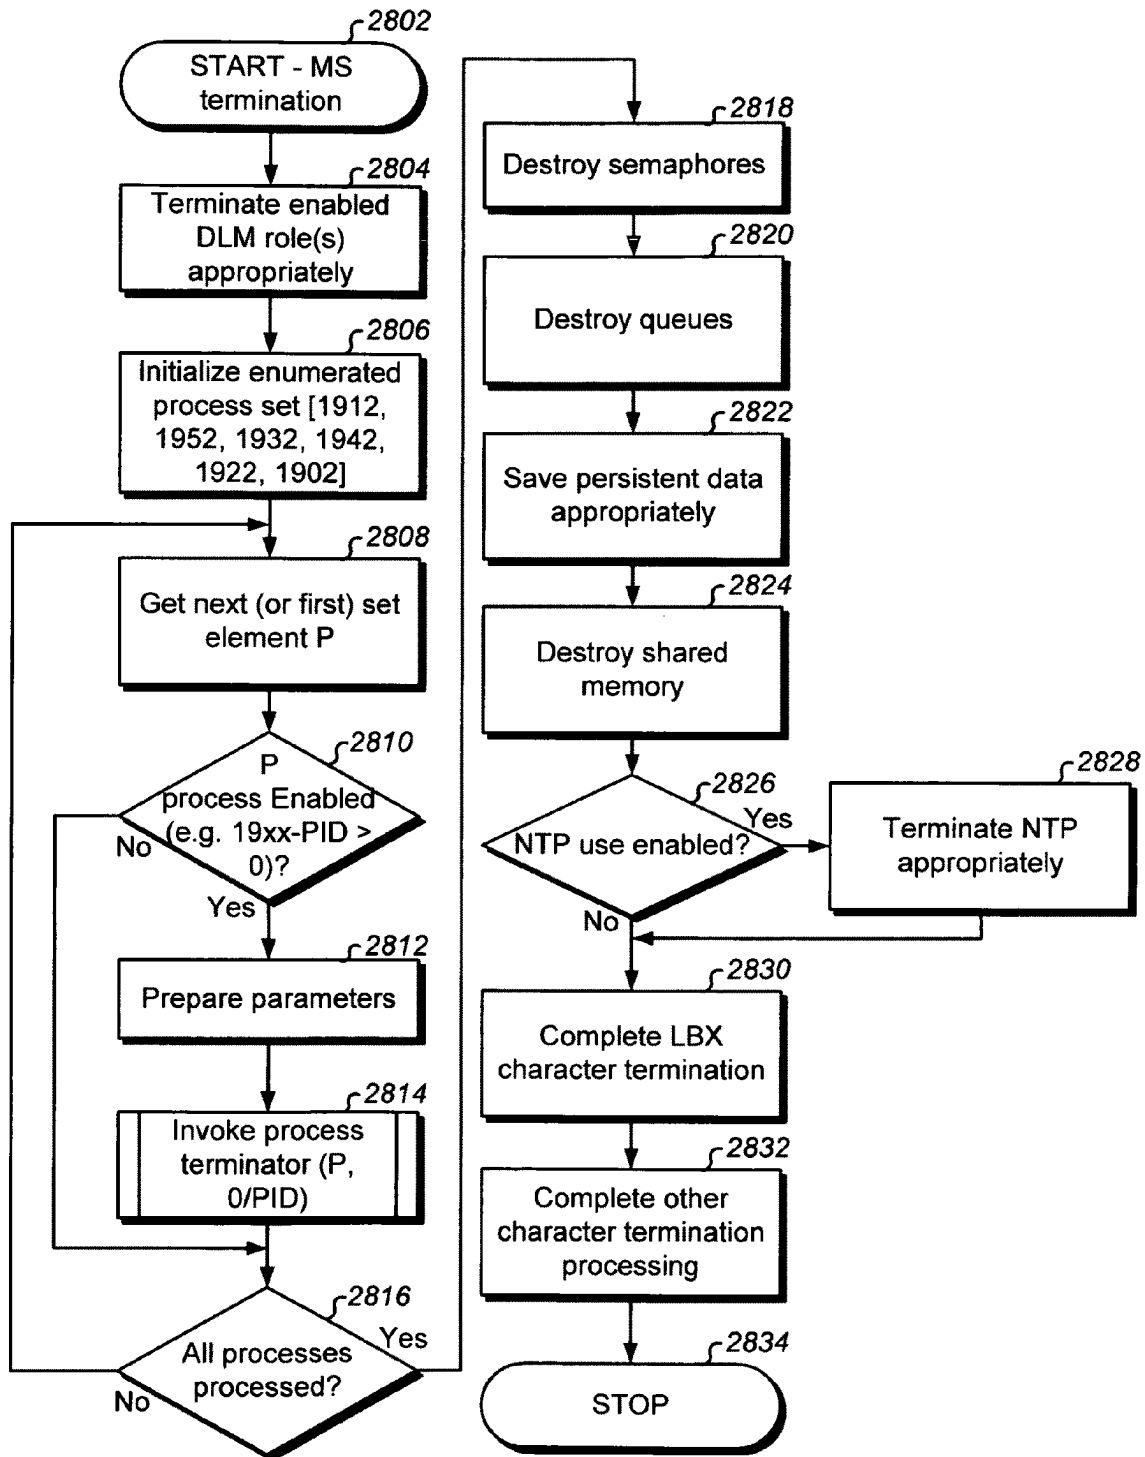 2802
START - MS
termination
2804
Terminate enabled
DLM role(s)
appropriately
2806
Initialize enumerated
process set [1912,
1952, 1932, 1942,
1922, 1902]
2808
Get next (or first) set
element P
2810
P
process Enabled
(e.g. 19xx-PID >
0)?
No
Yes
2812
Prepare parameters
2814
Invoke process
terminator (P,
0/PID)
2816
All processes
processed?
Yes
No
2818
Destroy semaphores
2820
Destroy queues
2822
Save persistent data
appropriately
2824
Destroy shared
memory
2826
NTP use enabled?
Yes
No
2828
Terminate NTP
appropriately
2830
Complete LBX
character termination
2832
Complete other
character termination
processing
2834
STOP